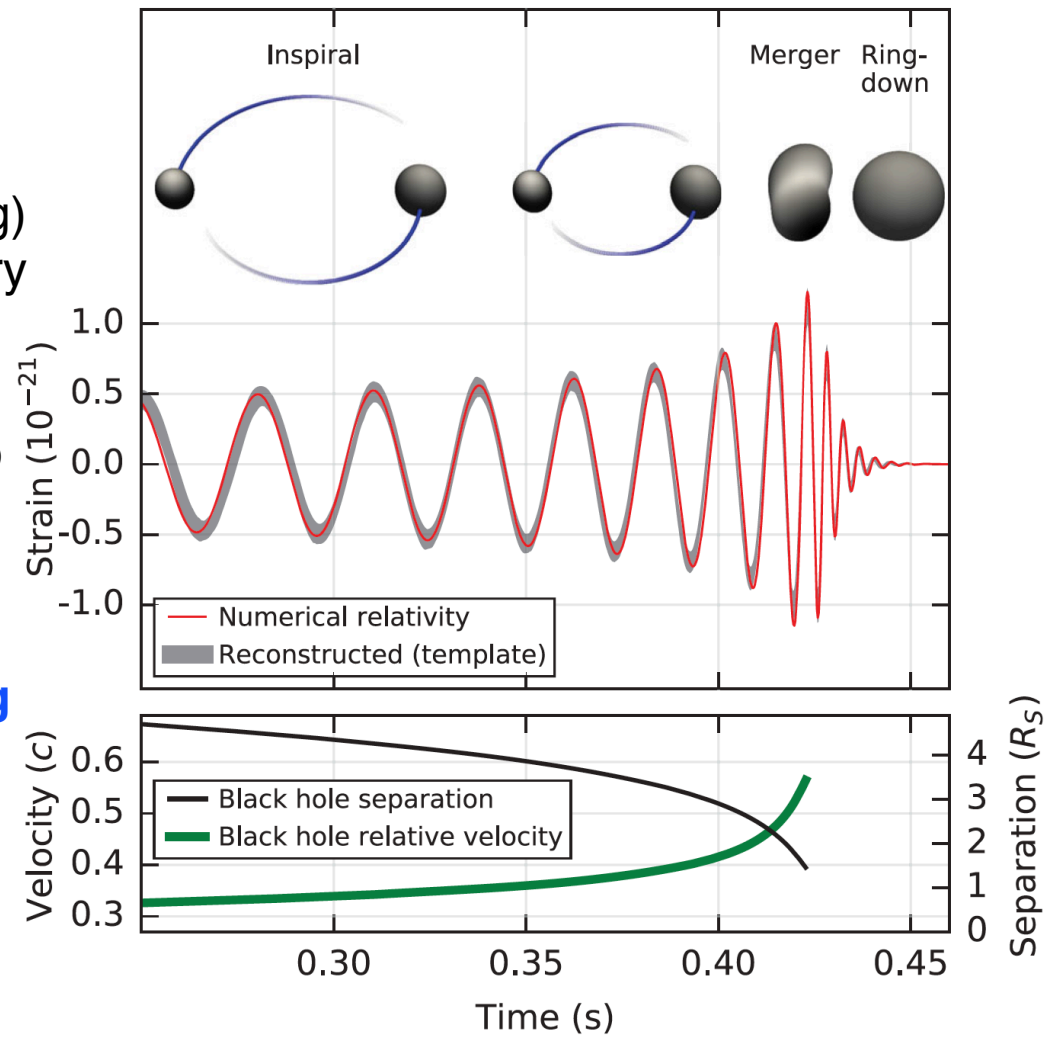 Inspiral
Merger Ring-
down
g)
ry
1.0
0.5
0.0
-0.5
-1.0
Strain (10⁻²¹)
Numerical relativity
Reconstructed (template)
g
0.6
0.5
0.4
0.3
Velocity (c)
Black hole separation
Black hole relative velocity
4
3
2
1
0
Separation (R_S)
0.30 0.35 0.40 0.45
Time (s)